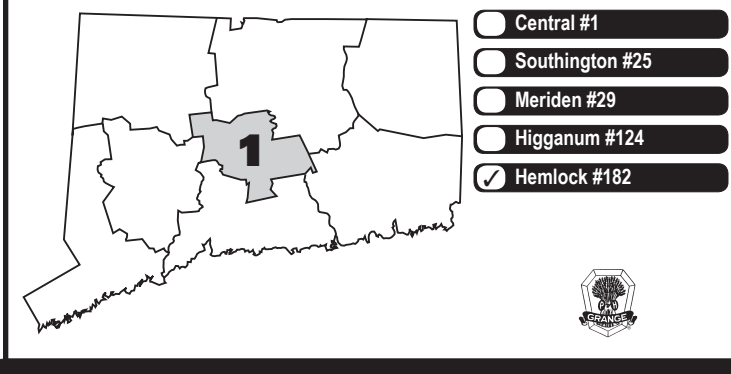 Central #1
Southington #25
Meriden #29
Higganum #124
✓ Hemlock #182
1
GRANGE